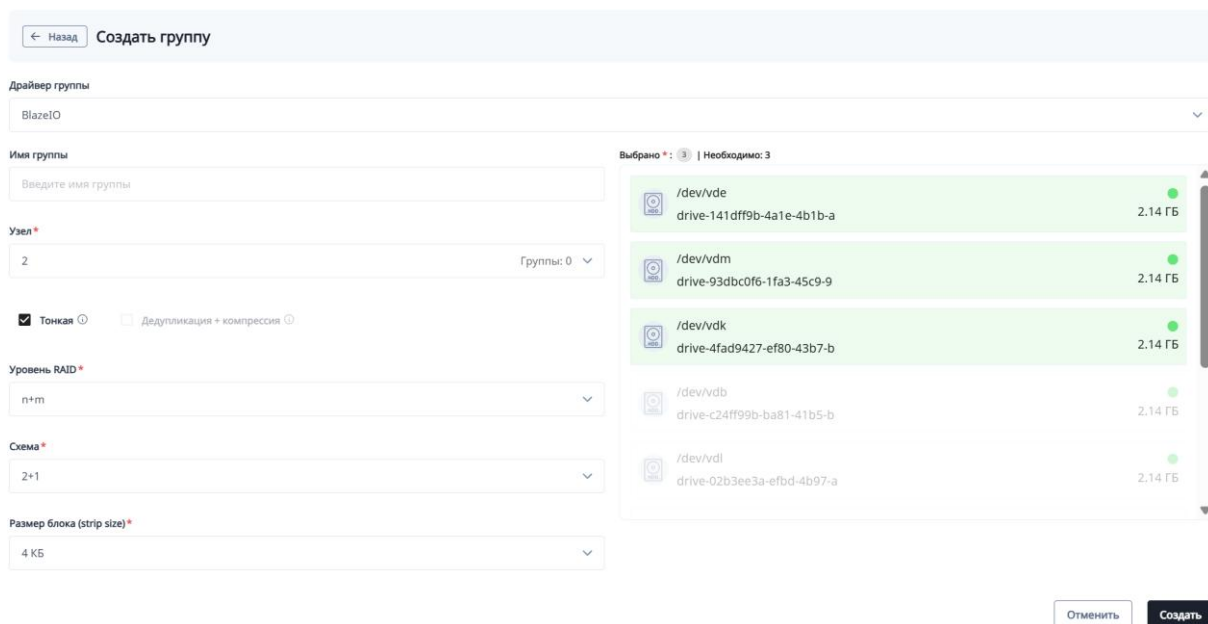 ← Назад Создать группу
Драйвер группы
BlazeIO
Имя группы
Введите имя группы
Узел*
2 Группы: 0
Тонкая Дедупликация + компрессия
Уровень RAID*
n+m
Схема*
2+1
Размер блока (strip size)*
4 КБ
Выбрано *: 3 | Необходимо: 3
/dev/vde
drive-141dff9b-4a1e-4b1b-a
2.14 ГБ
/dev/vdm
drive-93dbc0f6-1fa3-45c9-9
2.14 ГБ
/dev/vdk
drive-4fad9427-ef80-43b7-b
2.14 ГБ
/dev/vdb
drive-c24ff99b-ba81-41b5-b
2.14 ГБ
/dev/vdl
drive-02b3ee3a-efbd-4b97-a
2.14 ГБ
Отменить Создать